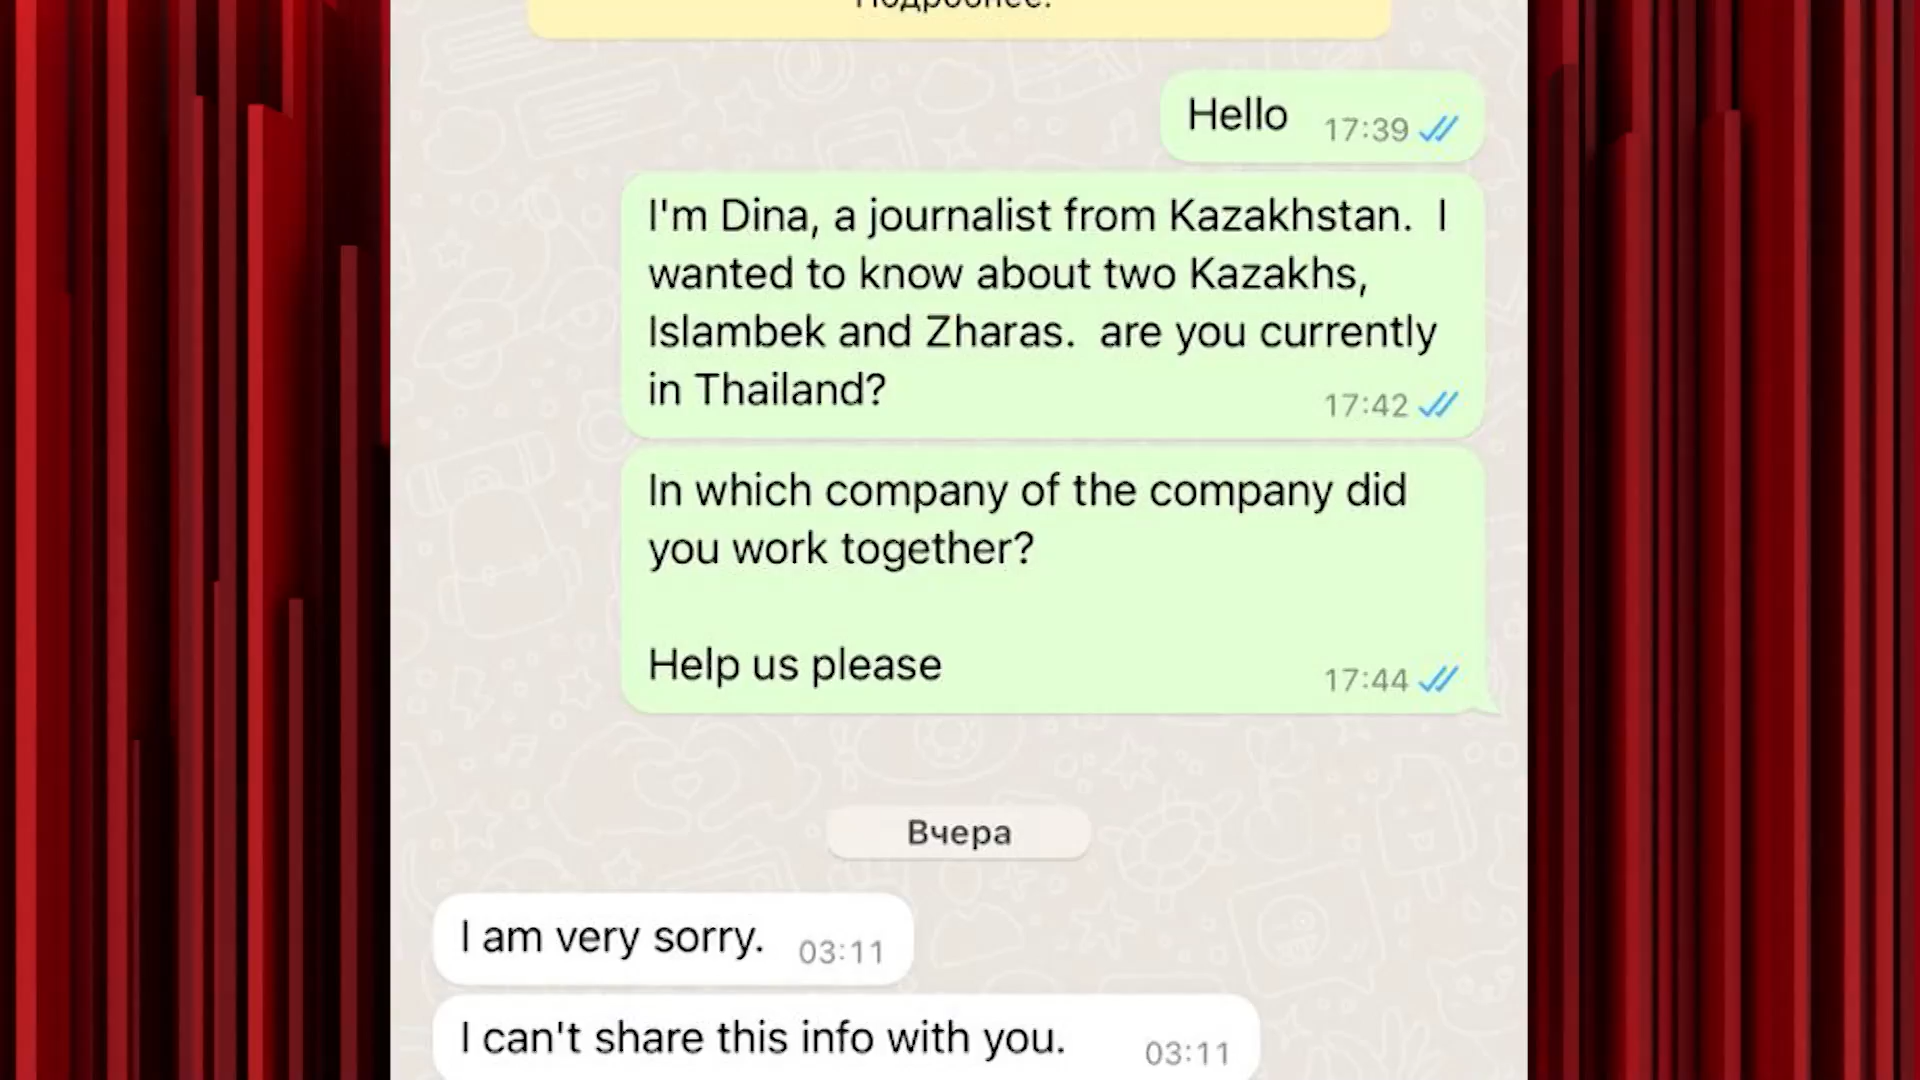 Подробнее.
Hello 17:39
I'm Dina, a journalist from Kazakhstan.  I
wanted to know about two Kazakhs,
Islambek and Zharas.  are you currently
in Thailand? 17:42
In which company of the company did
you work together?
Help us please 17:44
Вчера
I am very sorry. 03:11
I can't share this info with you. 03:11